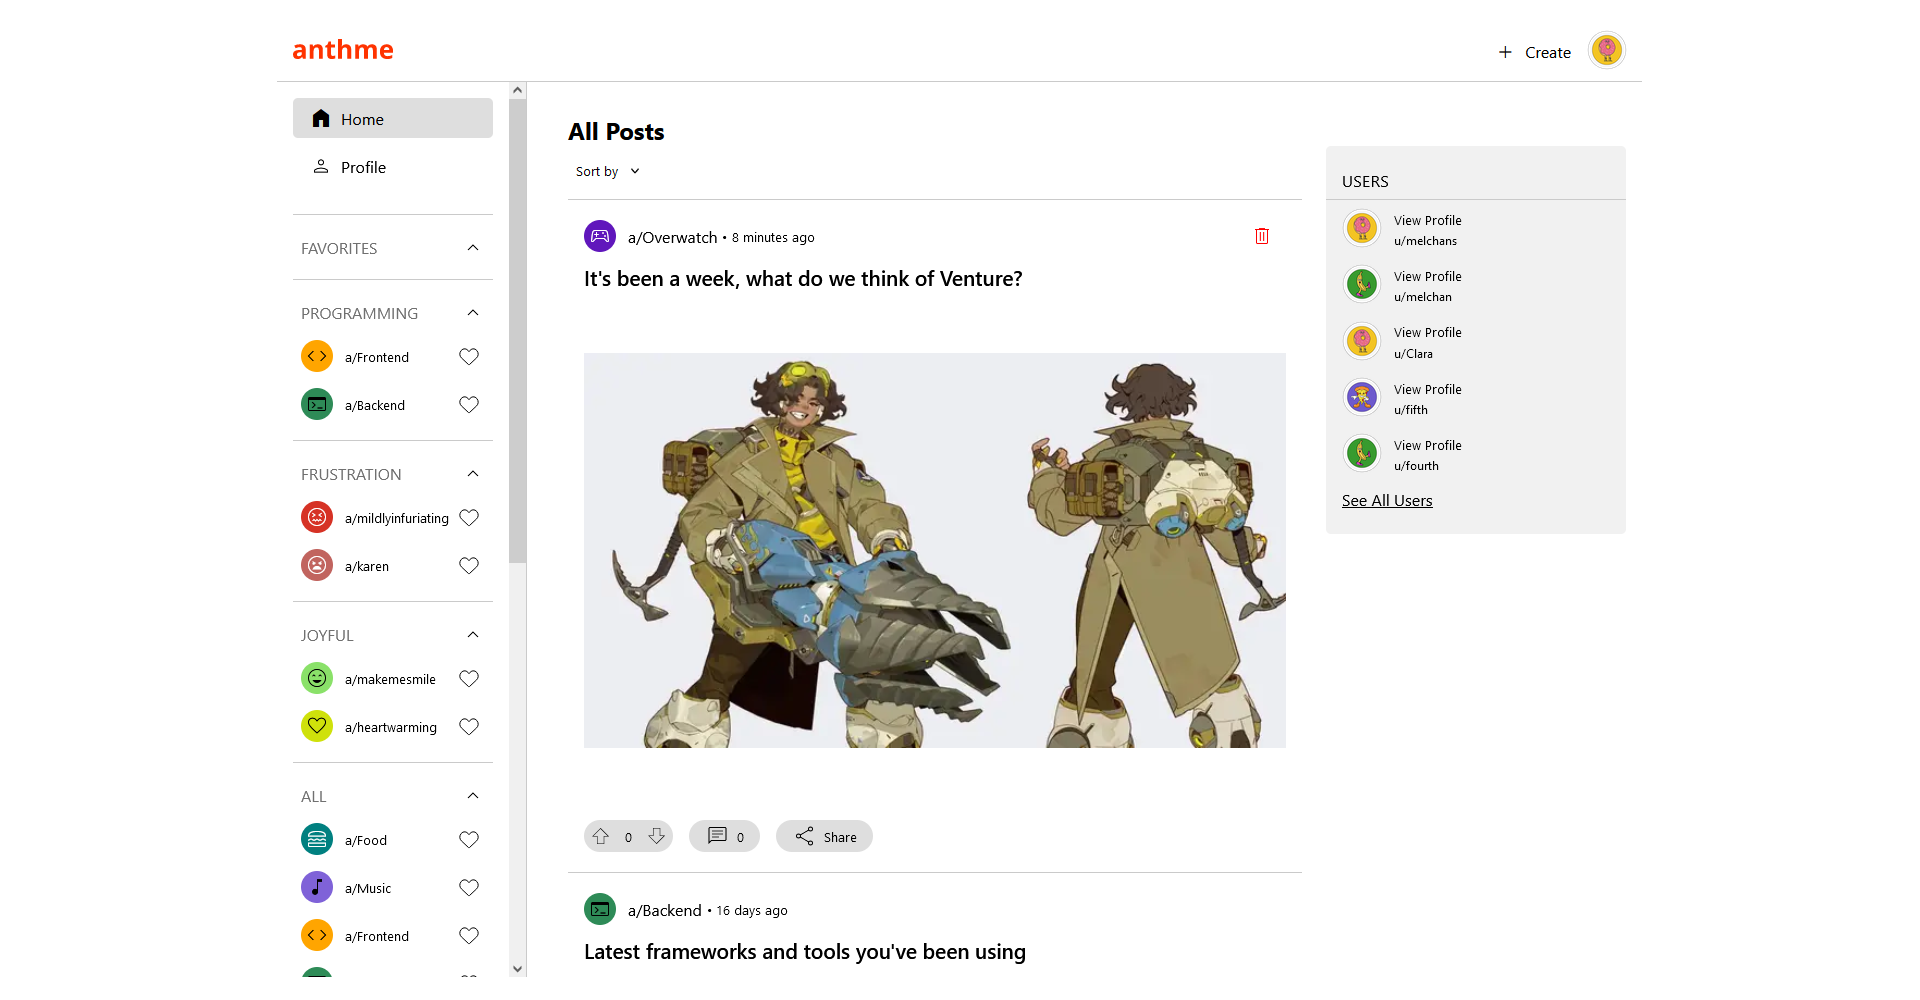 anthme
Create
Home
Profile
FAVORITES
PROGRAMMING
a/Frontend
a/Backend
FRUSTRATION
a/mildlyinfuriating
a/karen
JOYFUL
a/makemesmile
a/heartwarming
ALL
a/Food
a/Music
a/Frontend
All Posts
Sort by
a/Overwatch • 8 minutes ago
It's been a week, what do we think of Venture?
0
0
Share
a/Backend • 16 days ago
Latest frameworks and tools you've been using
USERS
View Profile
u/melchans
View Profile
u/melchan
View Profile
u/Clara
View Profile
u/fifth
View Profile
u/fourth
See All Users